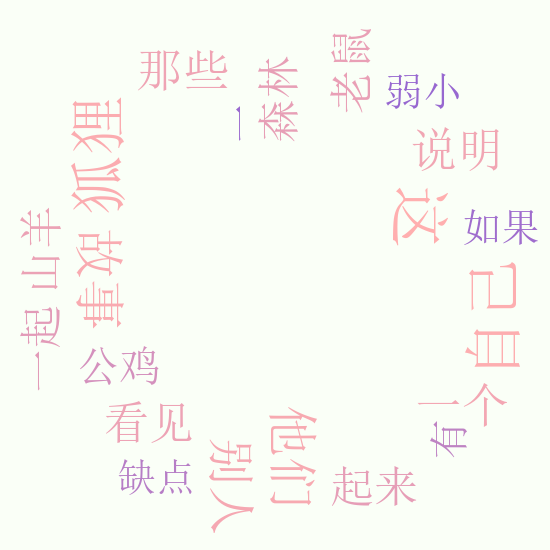 那些
森林
老鼠
弱小
一
狐狸
说明
这
山羊
如果
故事
自己
一起
公鸡
一个
看见
他们
有
别人
缺点
起来